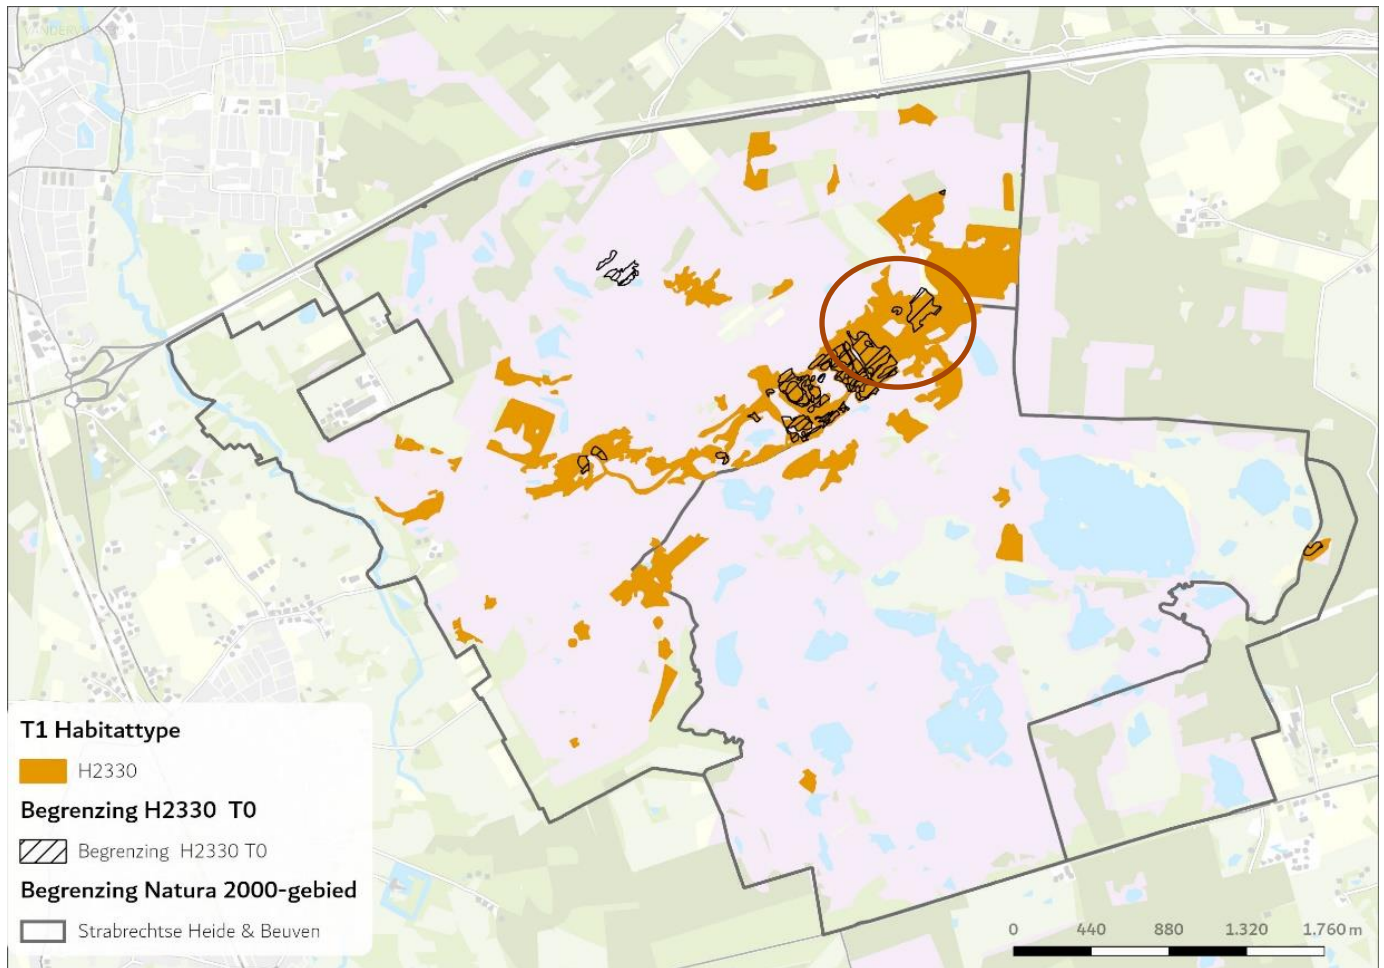 T1 Habitattype
H2330
Begrenzing H2330 T0
Begrenzing H2330 T0
Begrenzing Natura 2000-gebied
Strabrechtse Heide & Beuven
0 440 880 1.320 1.760 m